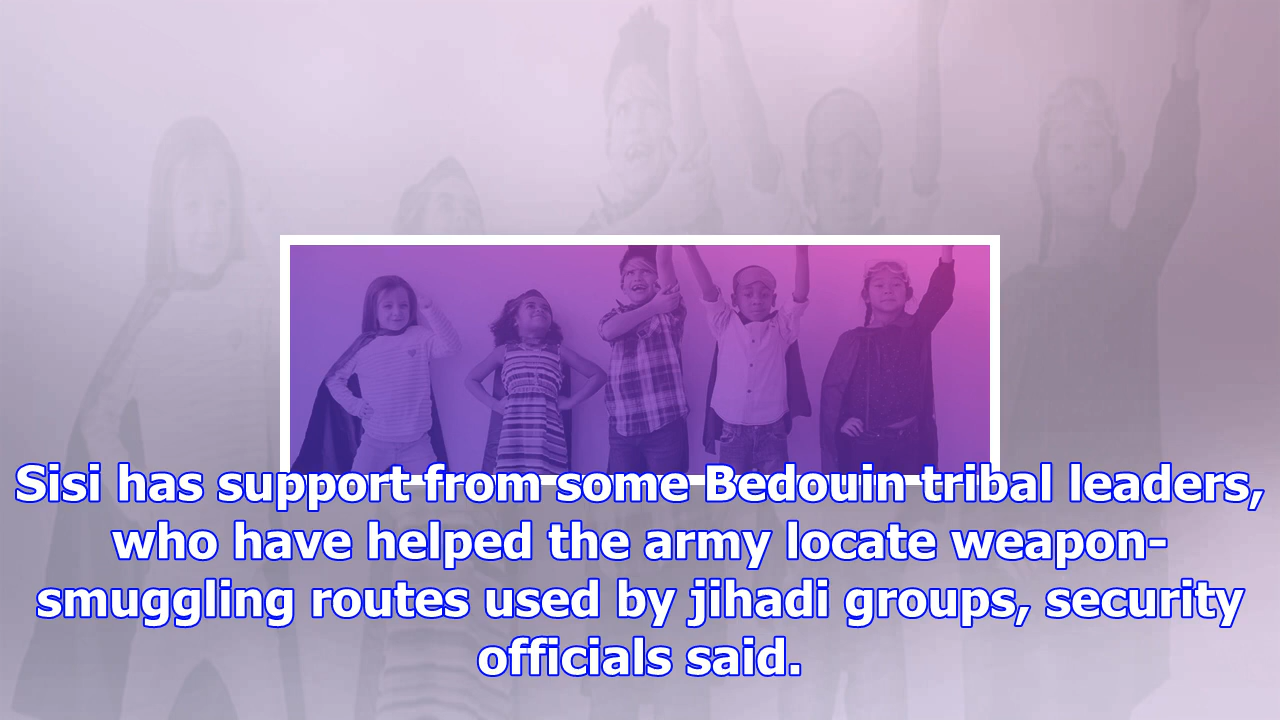 Sisi has support from some Bedouin tribal leaders,
who have helped the army locate weapon-
smuggling routes used by jihadi groups, security
officials said.